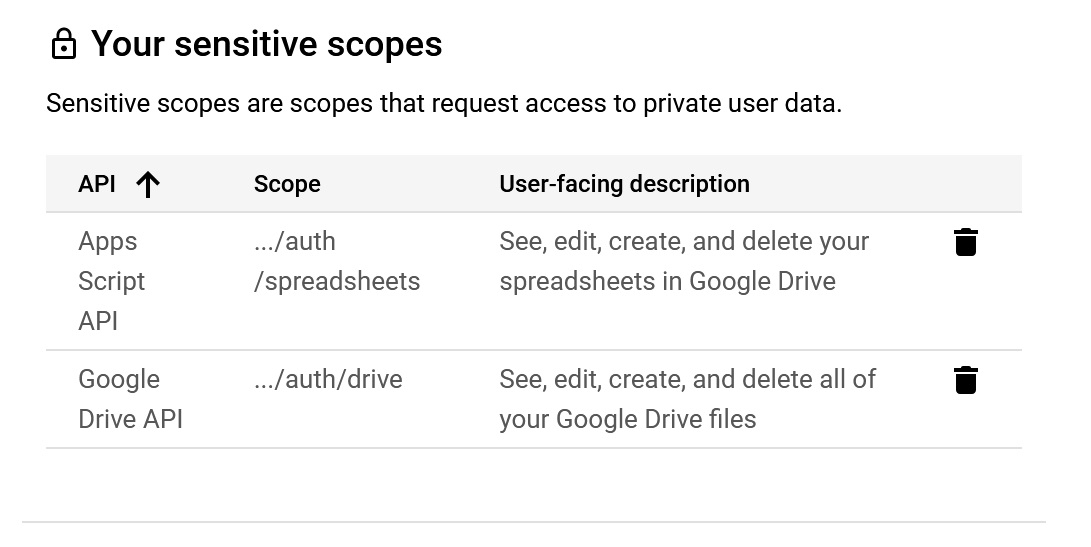 Your sensitive scopes
Sensitive scopes are scopes that request access to private user data.
API Scope User-facing description
Apps Script API .../auth/spreadsheets See, edit, create, and delete your spreadsheets in Google Drive
Google Drive API .../auth/drive See, edit, create, and delete all of your Google Drive files